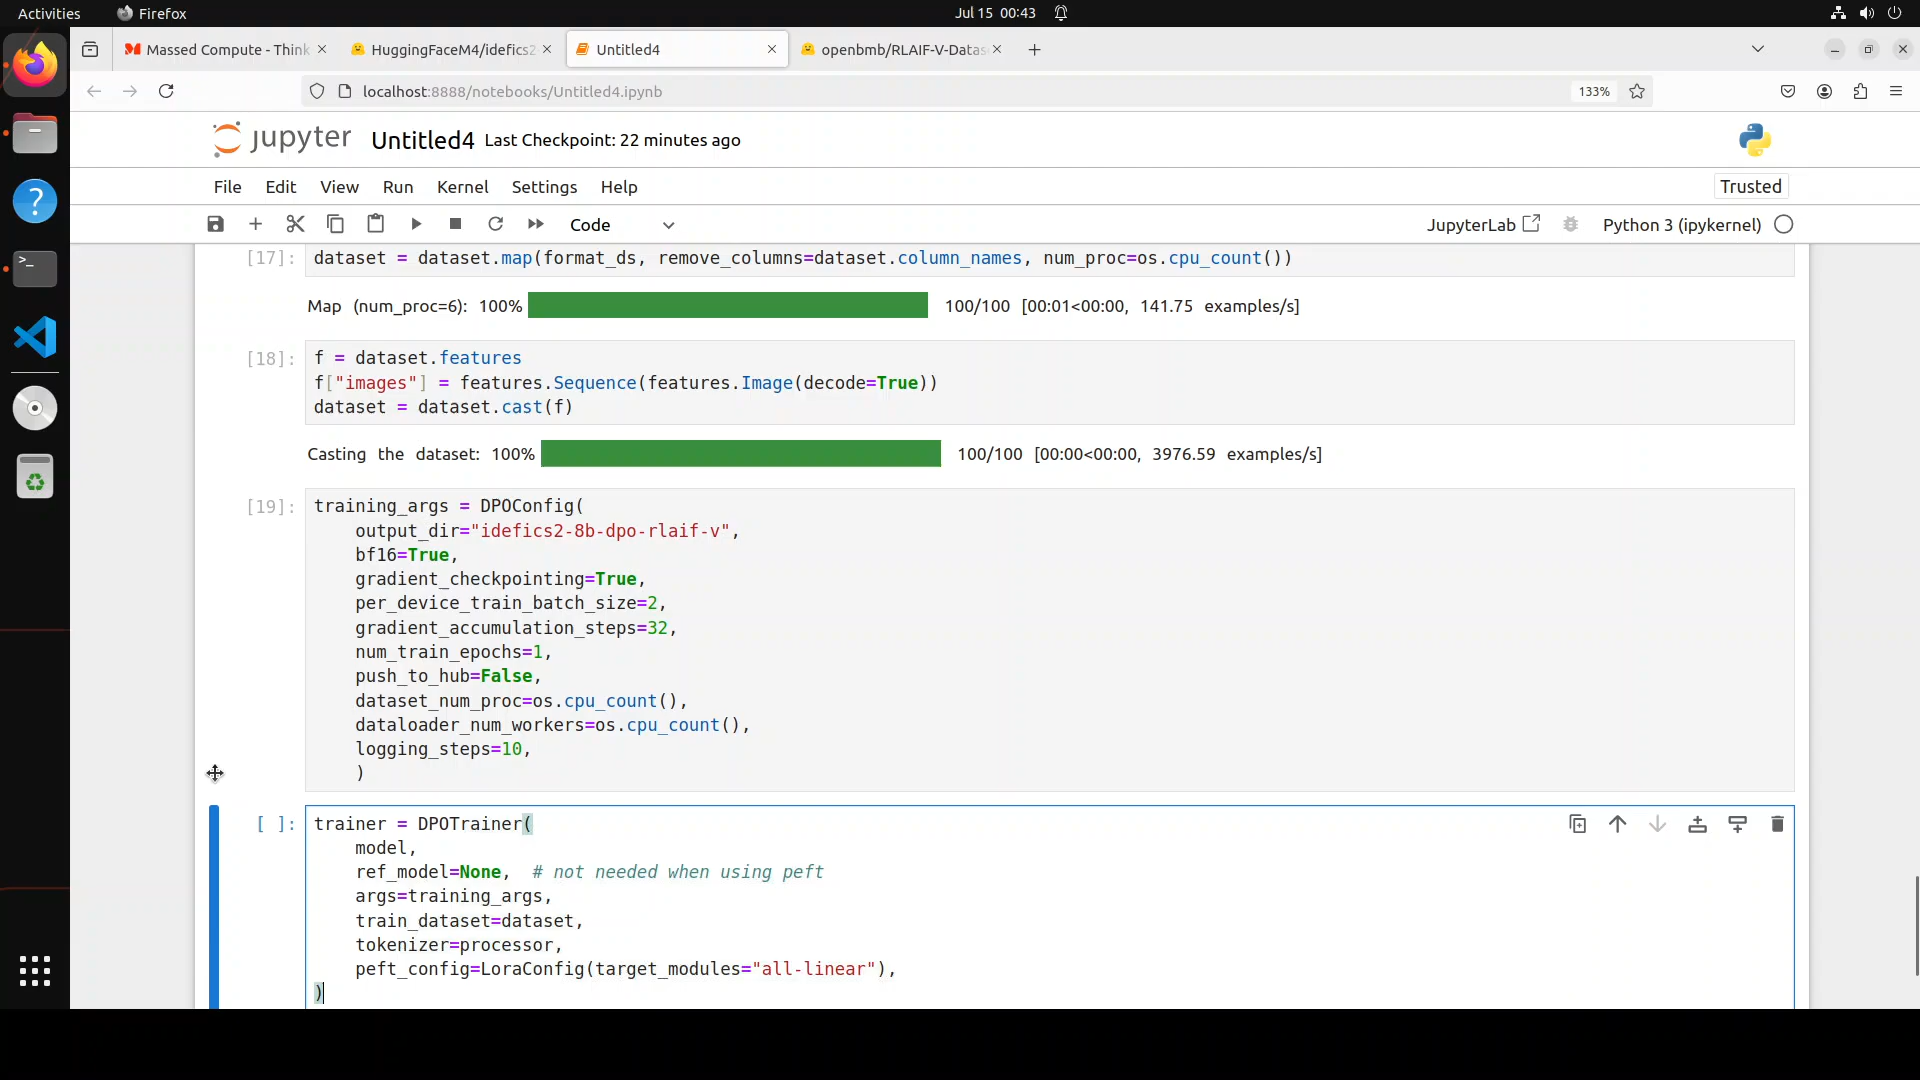 Activities
Firefox
Jul 15 00:43
Massed Compute - Think
HuggingFaceM4/idefics2
Untitled4
openbmb/RLAIF-V-Datas
localhost:8888/notebooks/Untitled4.ipynb
133%
jupyter
Untitled4
Last Checkpoint: 22 minutes ago
File Edit View Run Kernel Settings Help
Trusted
Code
JupyterLab
Python 3 (ipykernel)
[17]: dataset = dataset.map(format_ds, remove_columns=dataset.column_names, num_proc=os.cpu_count())
Map (num_proc=6): 100% 100/100 [00:01<00:00, 141.75 examples/s]
[18]: f = dataset.features
f["images"] = features.Sequence(features.Image(decode=True))
dataset = dataset.cast(f)
Casting the dataset: 100% 100/100 [00:00<00:00, 3976.59 examples/s]
[19]: training_args = DPOConfig(
output_dir="idefics2-8b-dpo-rlaif-v",
bf16=True,
gradient_checkpointing=True,
per_device_train_batch_size=2,
gradient_accumulation_steps=32,
num_train_epochs=1,
push_to_hub=False,
dataset_num_proc=os.cpu_count(),
dataloader_num_workers=os.cpu_count(),
logging_steps=10,
)
[ ]: trainer = DPOTrainer(
model,
ref_model=None, # not needed when using peft
args=training_args,
train_dataset=dataset,
tokenizer=processor,
peft_config=LoraConfig(target_modules="all-linear"),
)